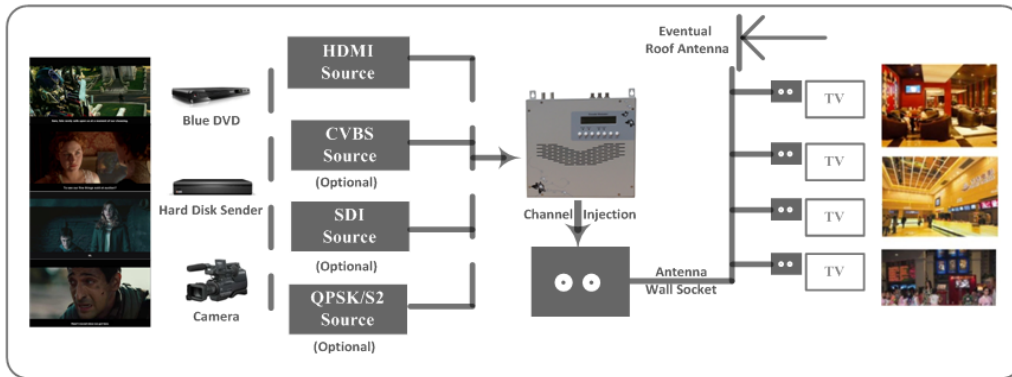 Blue DVD
Hard Disk Sender
Camera
HDMI
Source
CVBS
Source
(Optional)
SDI
Source
(Optional)
QPSK/S2
Source
(Optional)
Channel Injection
Antenna
Wall Socket
Eventual
Roof Antenna
TV
TV
TV
TV